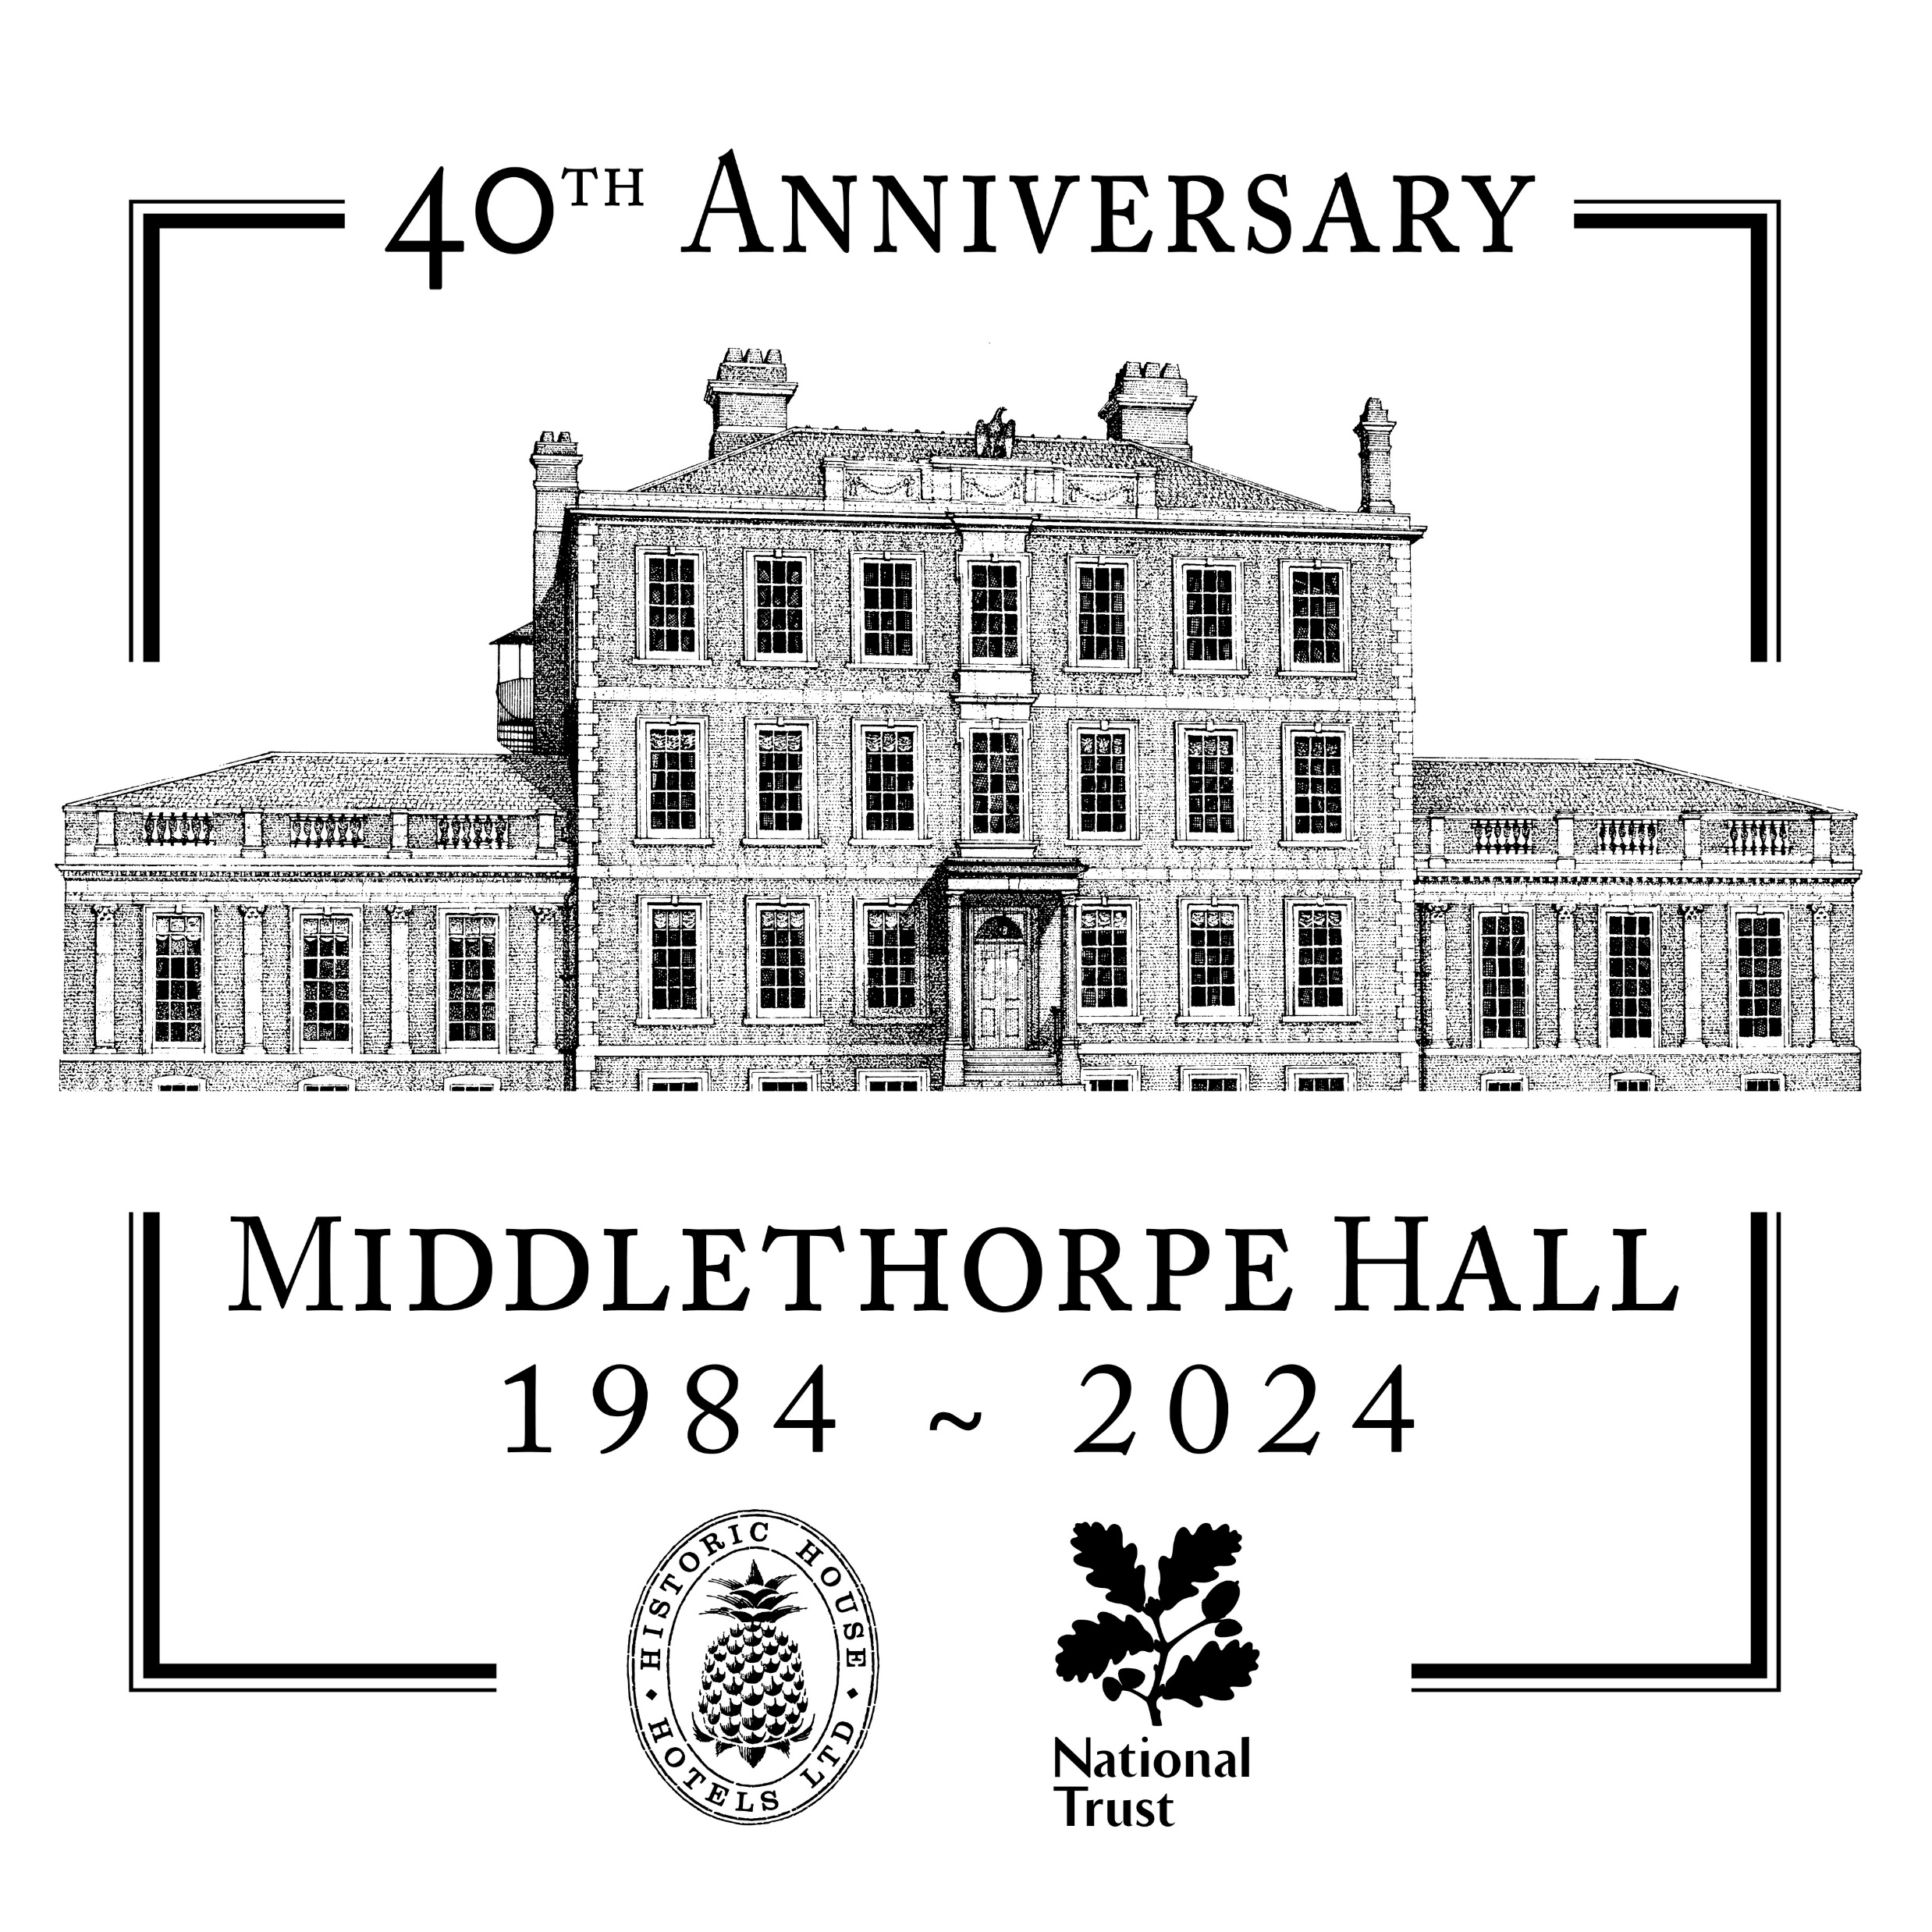 40TH ANNIVERSARY
MIDDLETHORPE HALL
1984 ~ 2024
HISTORIC HOUSE
HOTELS LTD
National
Trust